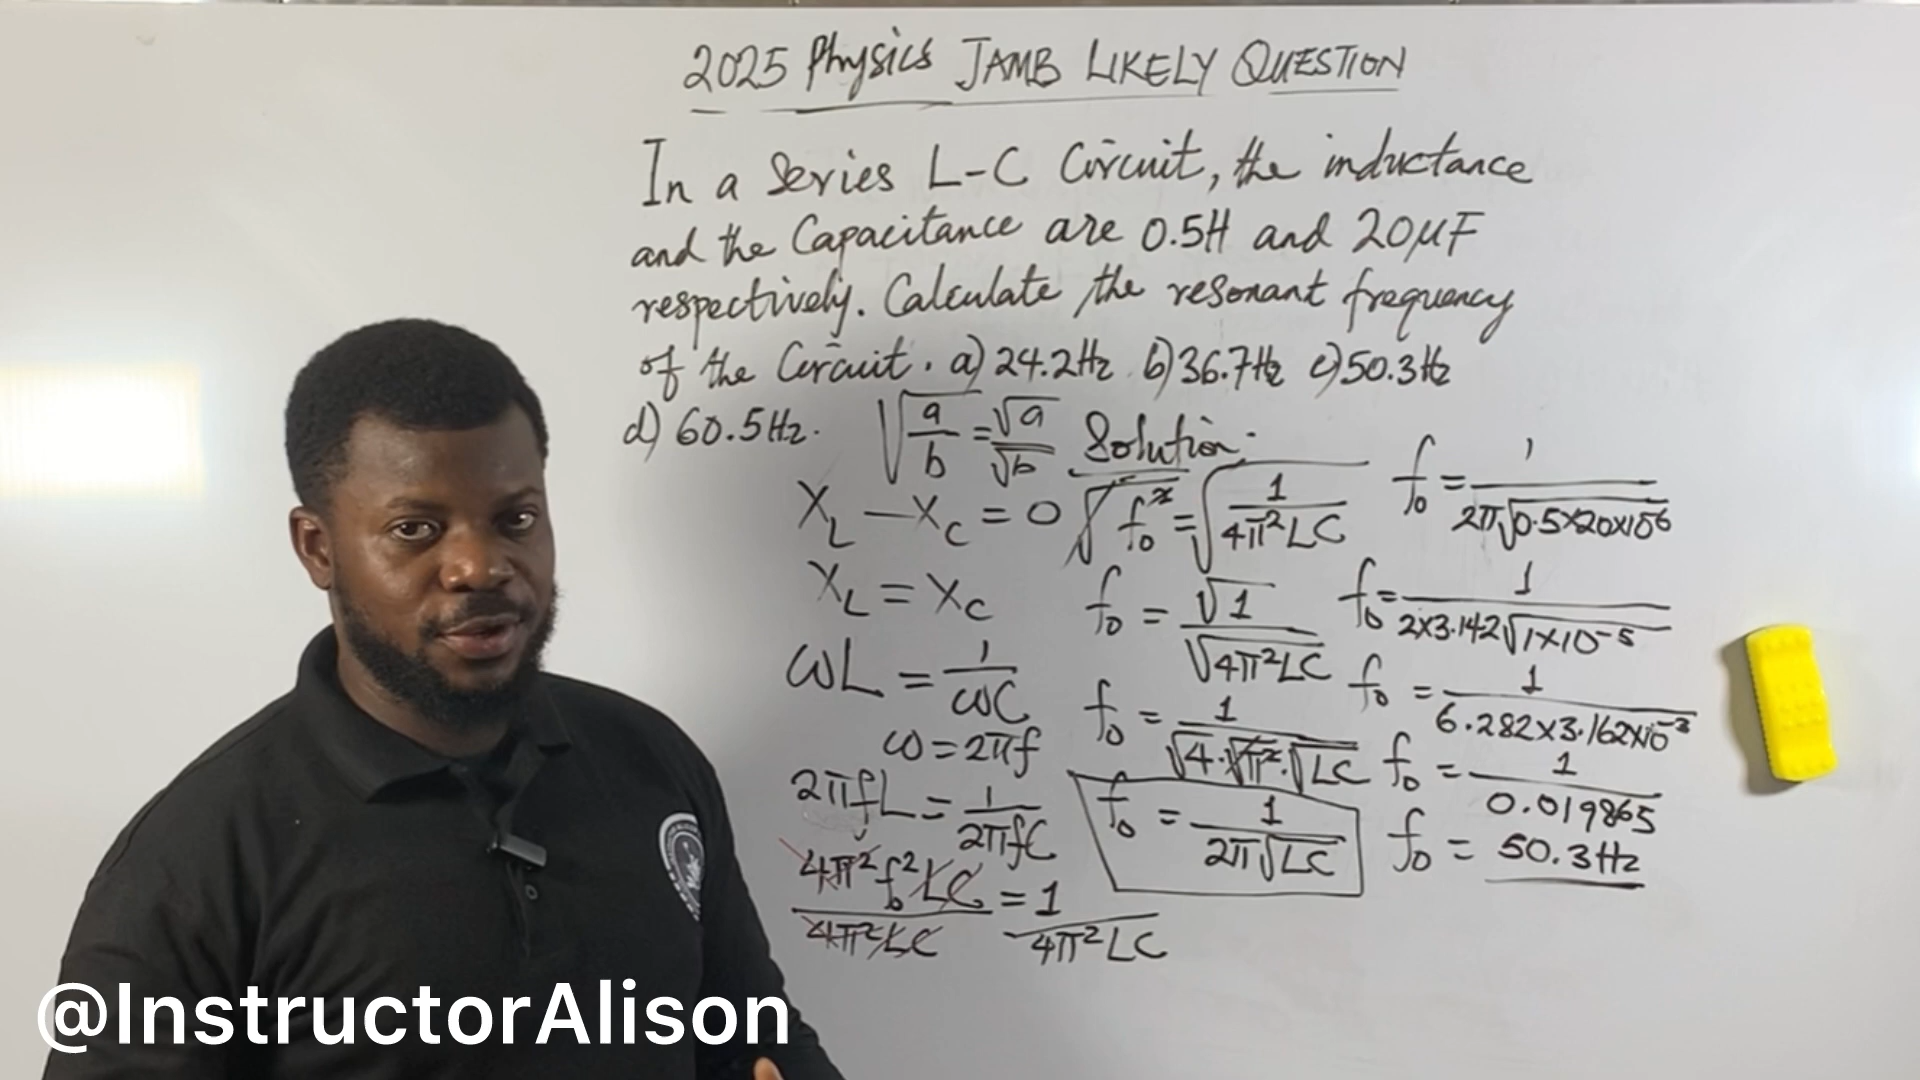 2025 Physics JAMB LIKELY QUESTION
In a series L-C Circuit, the inductance
and the Capacitance are 0.5H and 20μF
respectively. Calculate the resonant frequency
of the Circuit. a) 24.2Hz b) 36.7Hz c) 50.3Hz
d) 60.5Hz.
√(a/b) = √a/√b
Solution:
X_L − X_C = 0
X_L = X_C
ωL = 1/ωC
ω = 2πf
2πfL = 1/2πfC
4π²f₀²LC/4π²LC = 1/4π²LC
√f₀² = √(1/4π²LC)
f₀ = √1/√4π²LC
f₀ = 1/√4·√π²·√LC
f₀ = 1/2π√LC
f₀ = 1/2π√0.5×20×10⁻⁶
f₀ = 1/2×3.142√1×10⁻⁵
f₀ = 1/6.282×3.162×10⁻³
f₀ = 1/0.019865
f₀ = 50.3Hz
@InstructorAlison